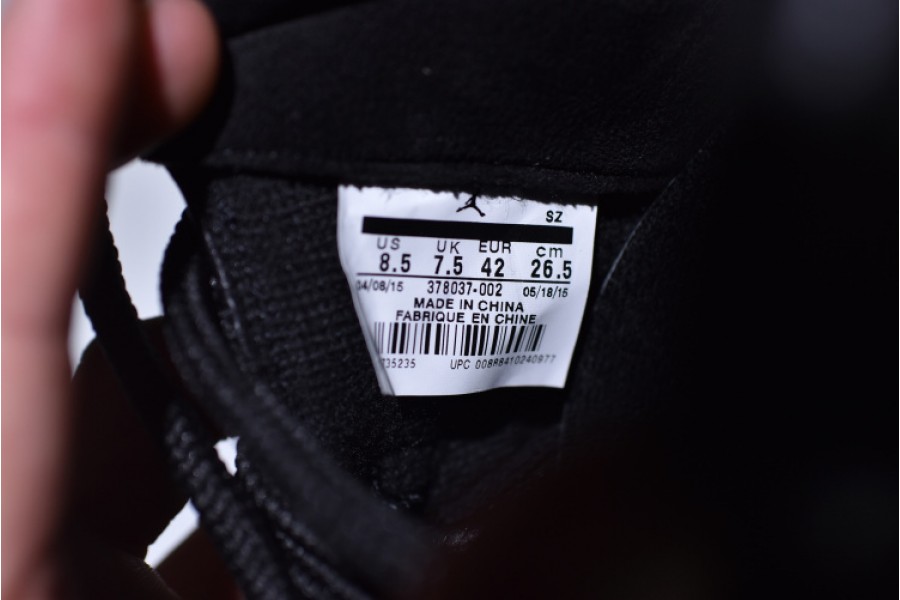 SZ
US UK EUR cm
8.5 7.5 42 26.5
04/08/15 378037-002 05/18/15
MADE IN CHINA
FABRIQUE EN CHINE
735235 UPC 00888410240977